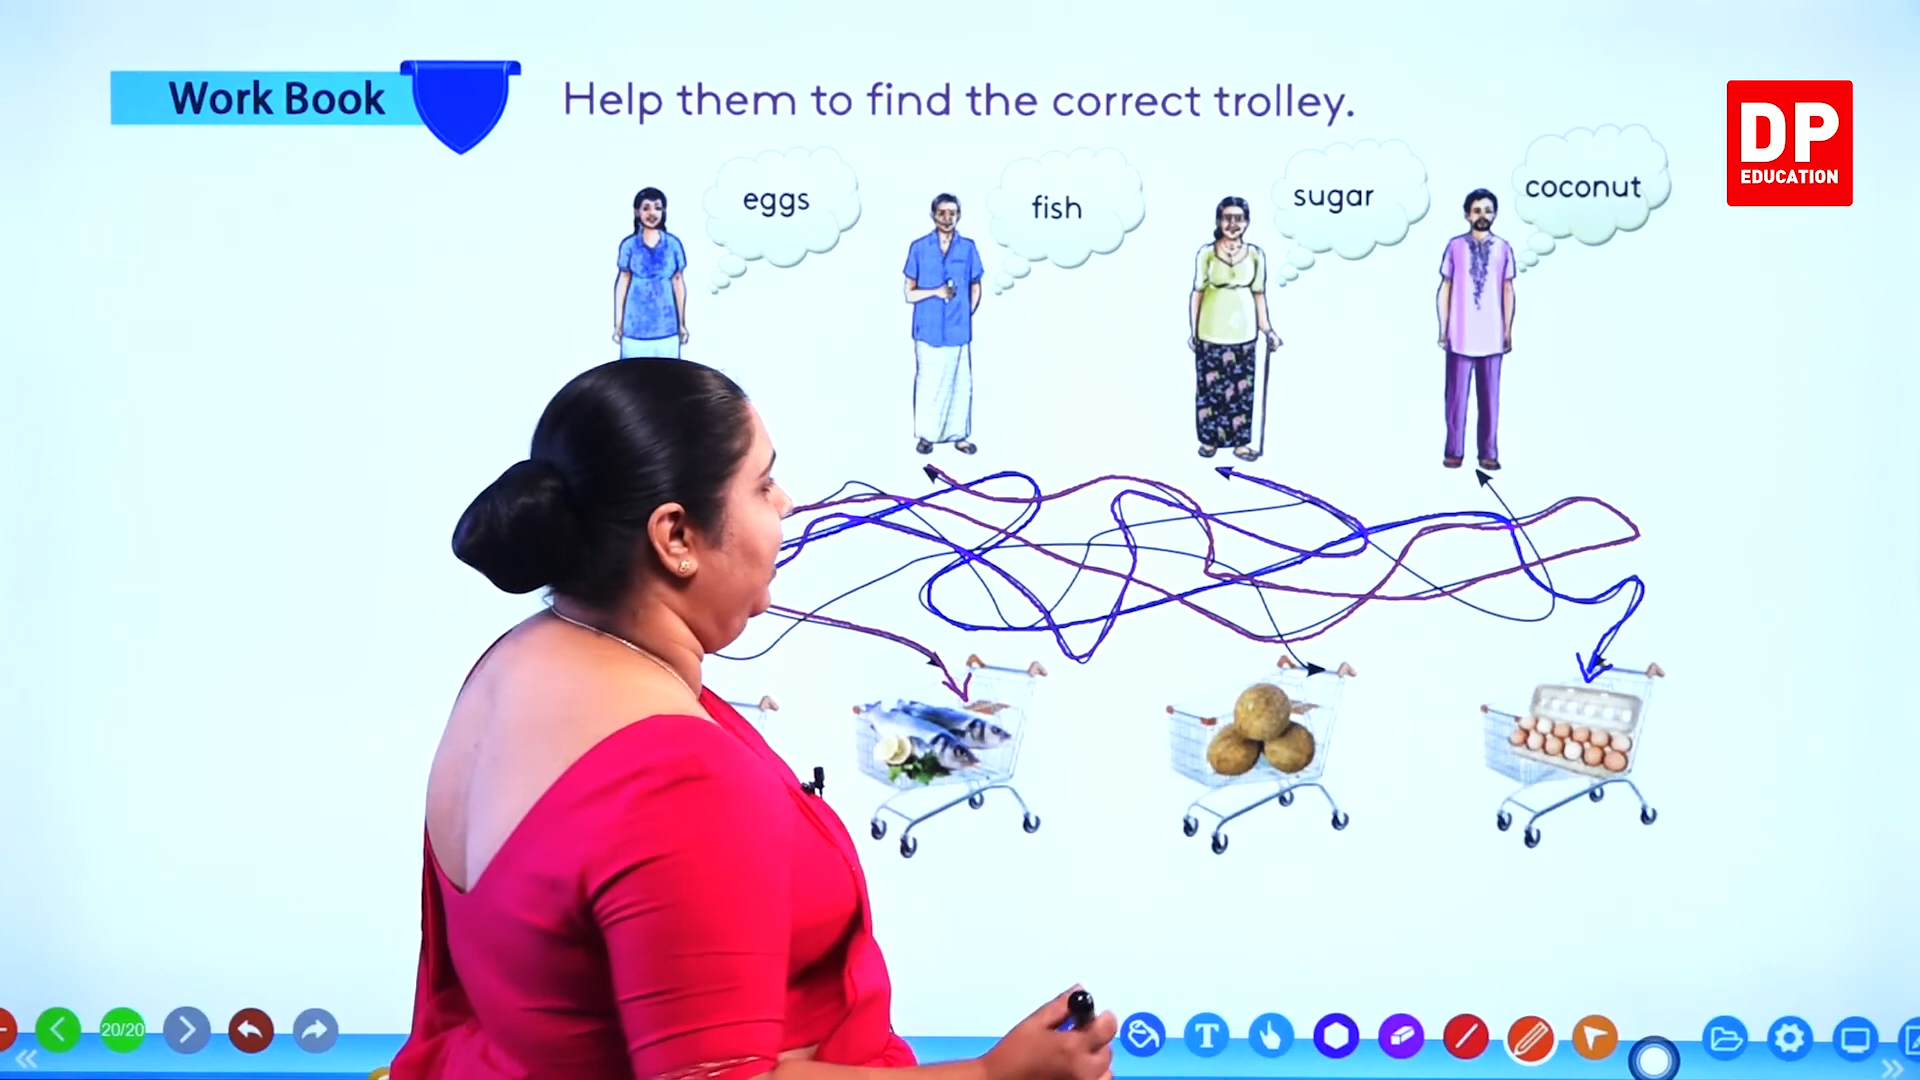 Work Book
Help them to find the correct trolley.
DP
EDUCATION
eggs
fish
sugar
coconut
20/20
T